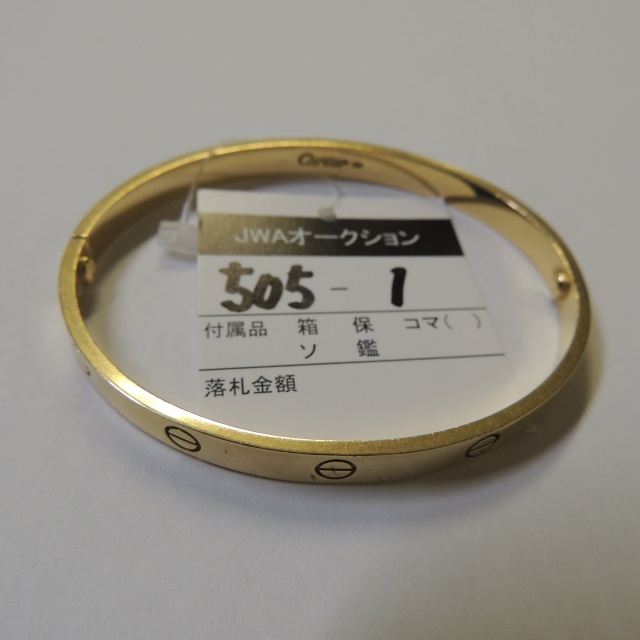 Cartier
JWAオークション
505 - 1
付属品 箱 保 コマ( )
ソ 鑑
落札金額